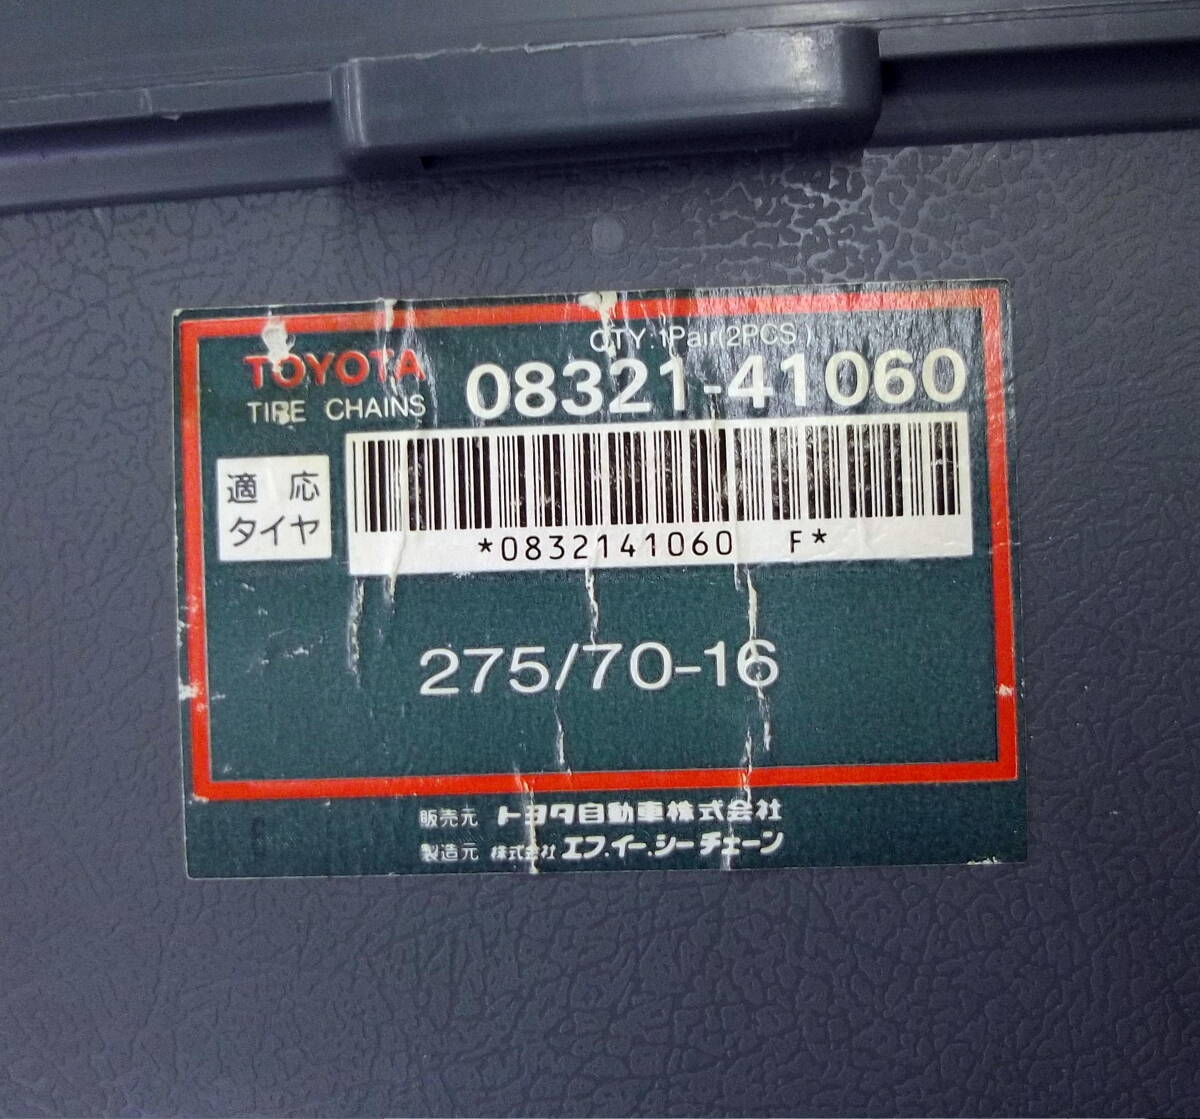 QTY:1Pair(2PCS)
TOYOTA
TIRE CHAINS
08321-41060
適応
タイヤ
*0832141060 F*
275/70-16
販売元 トヨタ自動車株式会社
製造元 株式会社 エフ.イー.シーチェーン